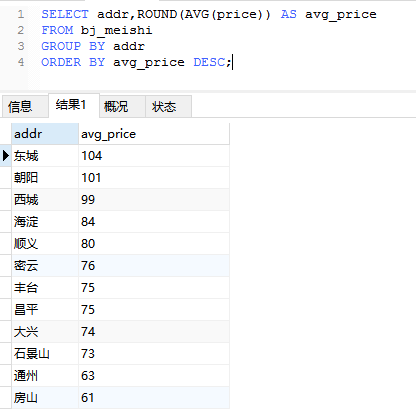 1 SELECT addr,ROUND(AVG(price)) AS avg_price
2 FROM bj_meishi
3 GROUP BY addr
4 ORDER BY avg_price DESC;
信息 结果1 概况 状态
addr avg_price
东城 104
朝阳 101
西城 99
海淀 84
顺义 80
密云 76
丰台 75
昌平 75
大兴 74
石景山 73
通州 63
房山 61